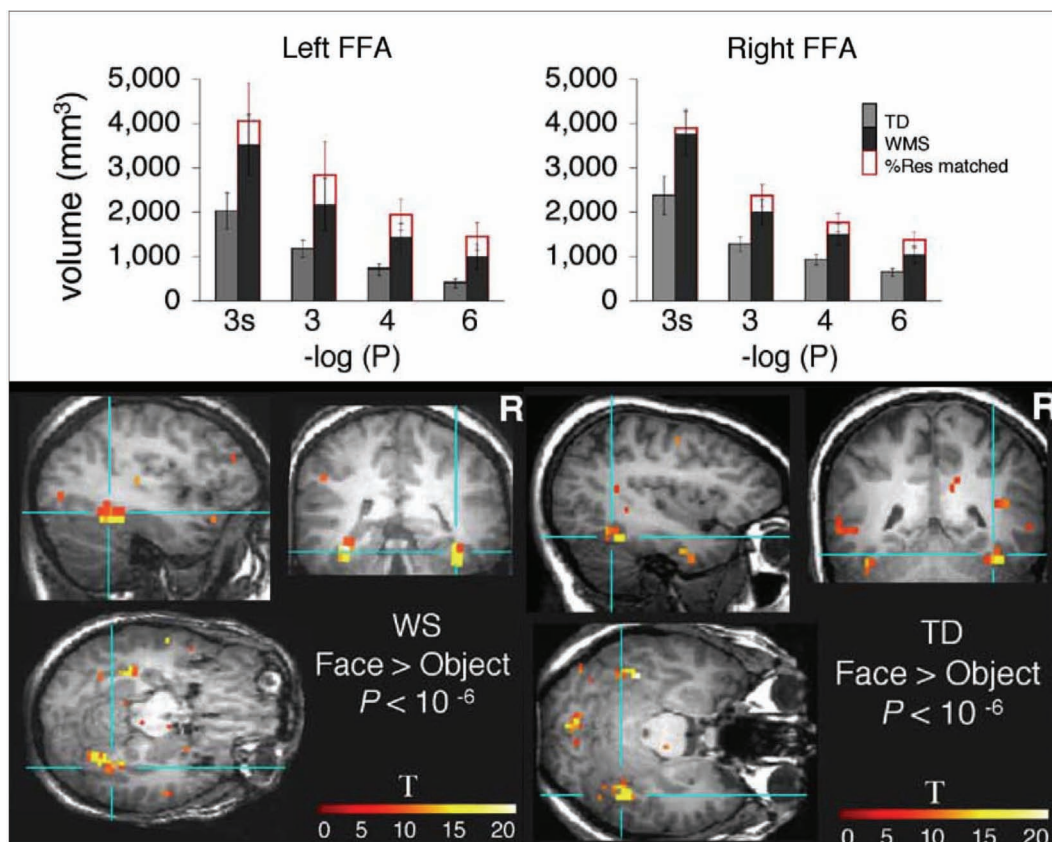 Left FFA
5,000
4,000
3,000
2,000
1,000
0
volume (mm³)
3s 3 4 6
-log (P)
Right FFA
5,000
4,000
3,000
2,000
1,000
0
3s 3 4 6
-log (P)
TD
WMS
%Res matched
R
R
WS
Face > Object
P < 10 -6
T
0 5 10 15 20
TD
Face > Object
P < 10 -6
T
0 5 10 15 20